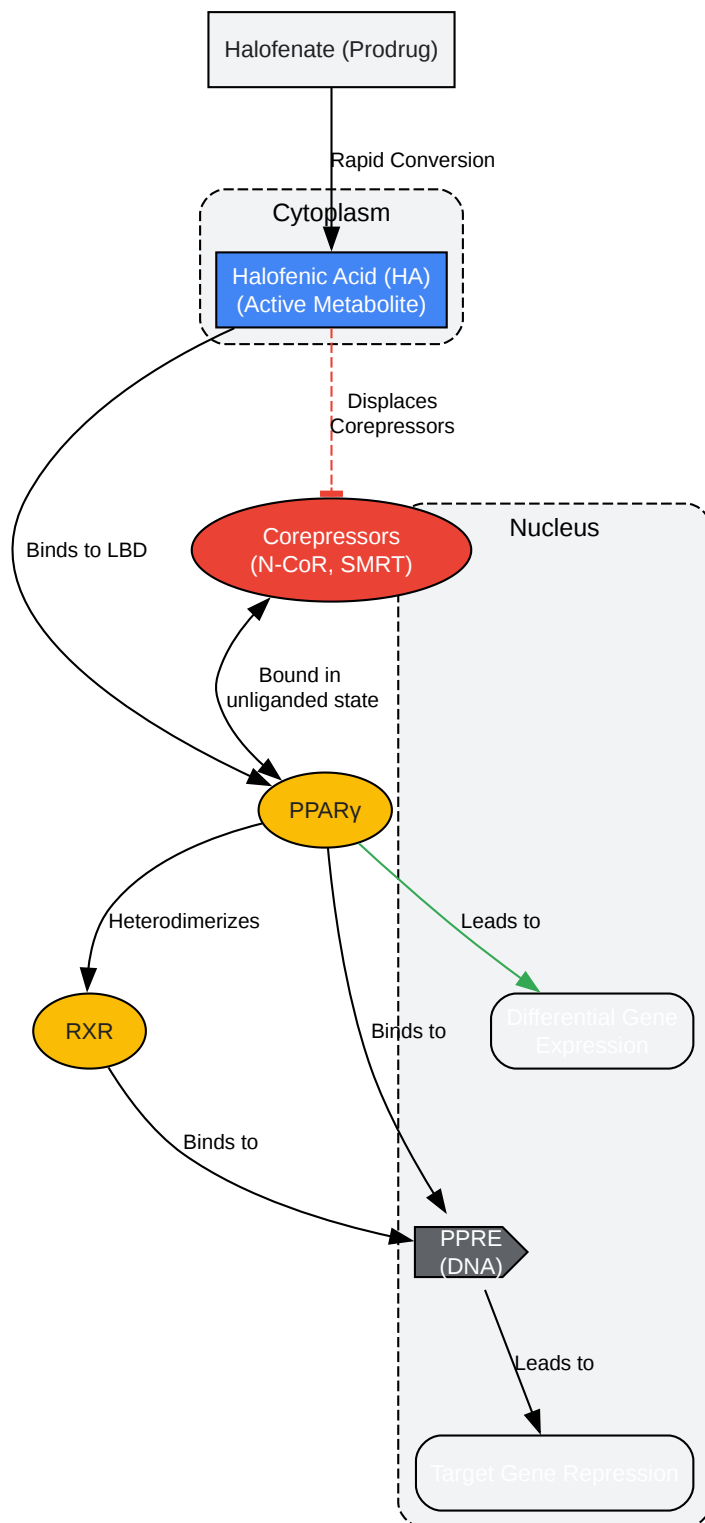 Halofenate (Prodrug)
Rapid Conversion
Cytoplasm
Halofenic Acid (HA)
(Active Metabolite)
Displaces
Corepressors
Nucleus
Corepressors
(N-CoR, SMRT)
Binds to LBD
Bound in
unliganded state
PPARγ
Heterodimerizes
Leads to
RXR
Differential Gene
Expression
Binds to
Binds to
PPRE
(DNA)
Leads to
Target Gene Repression